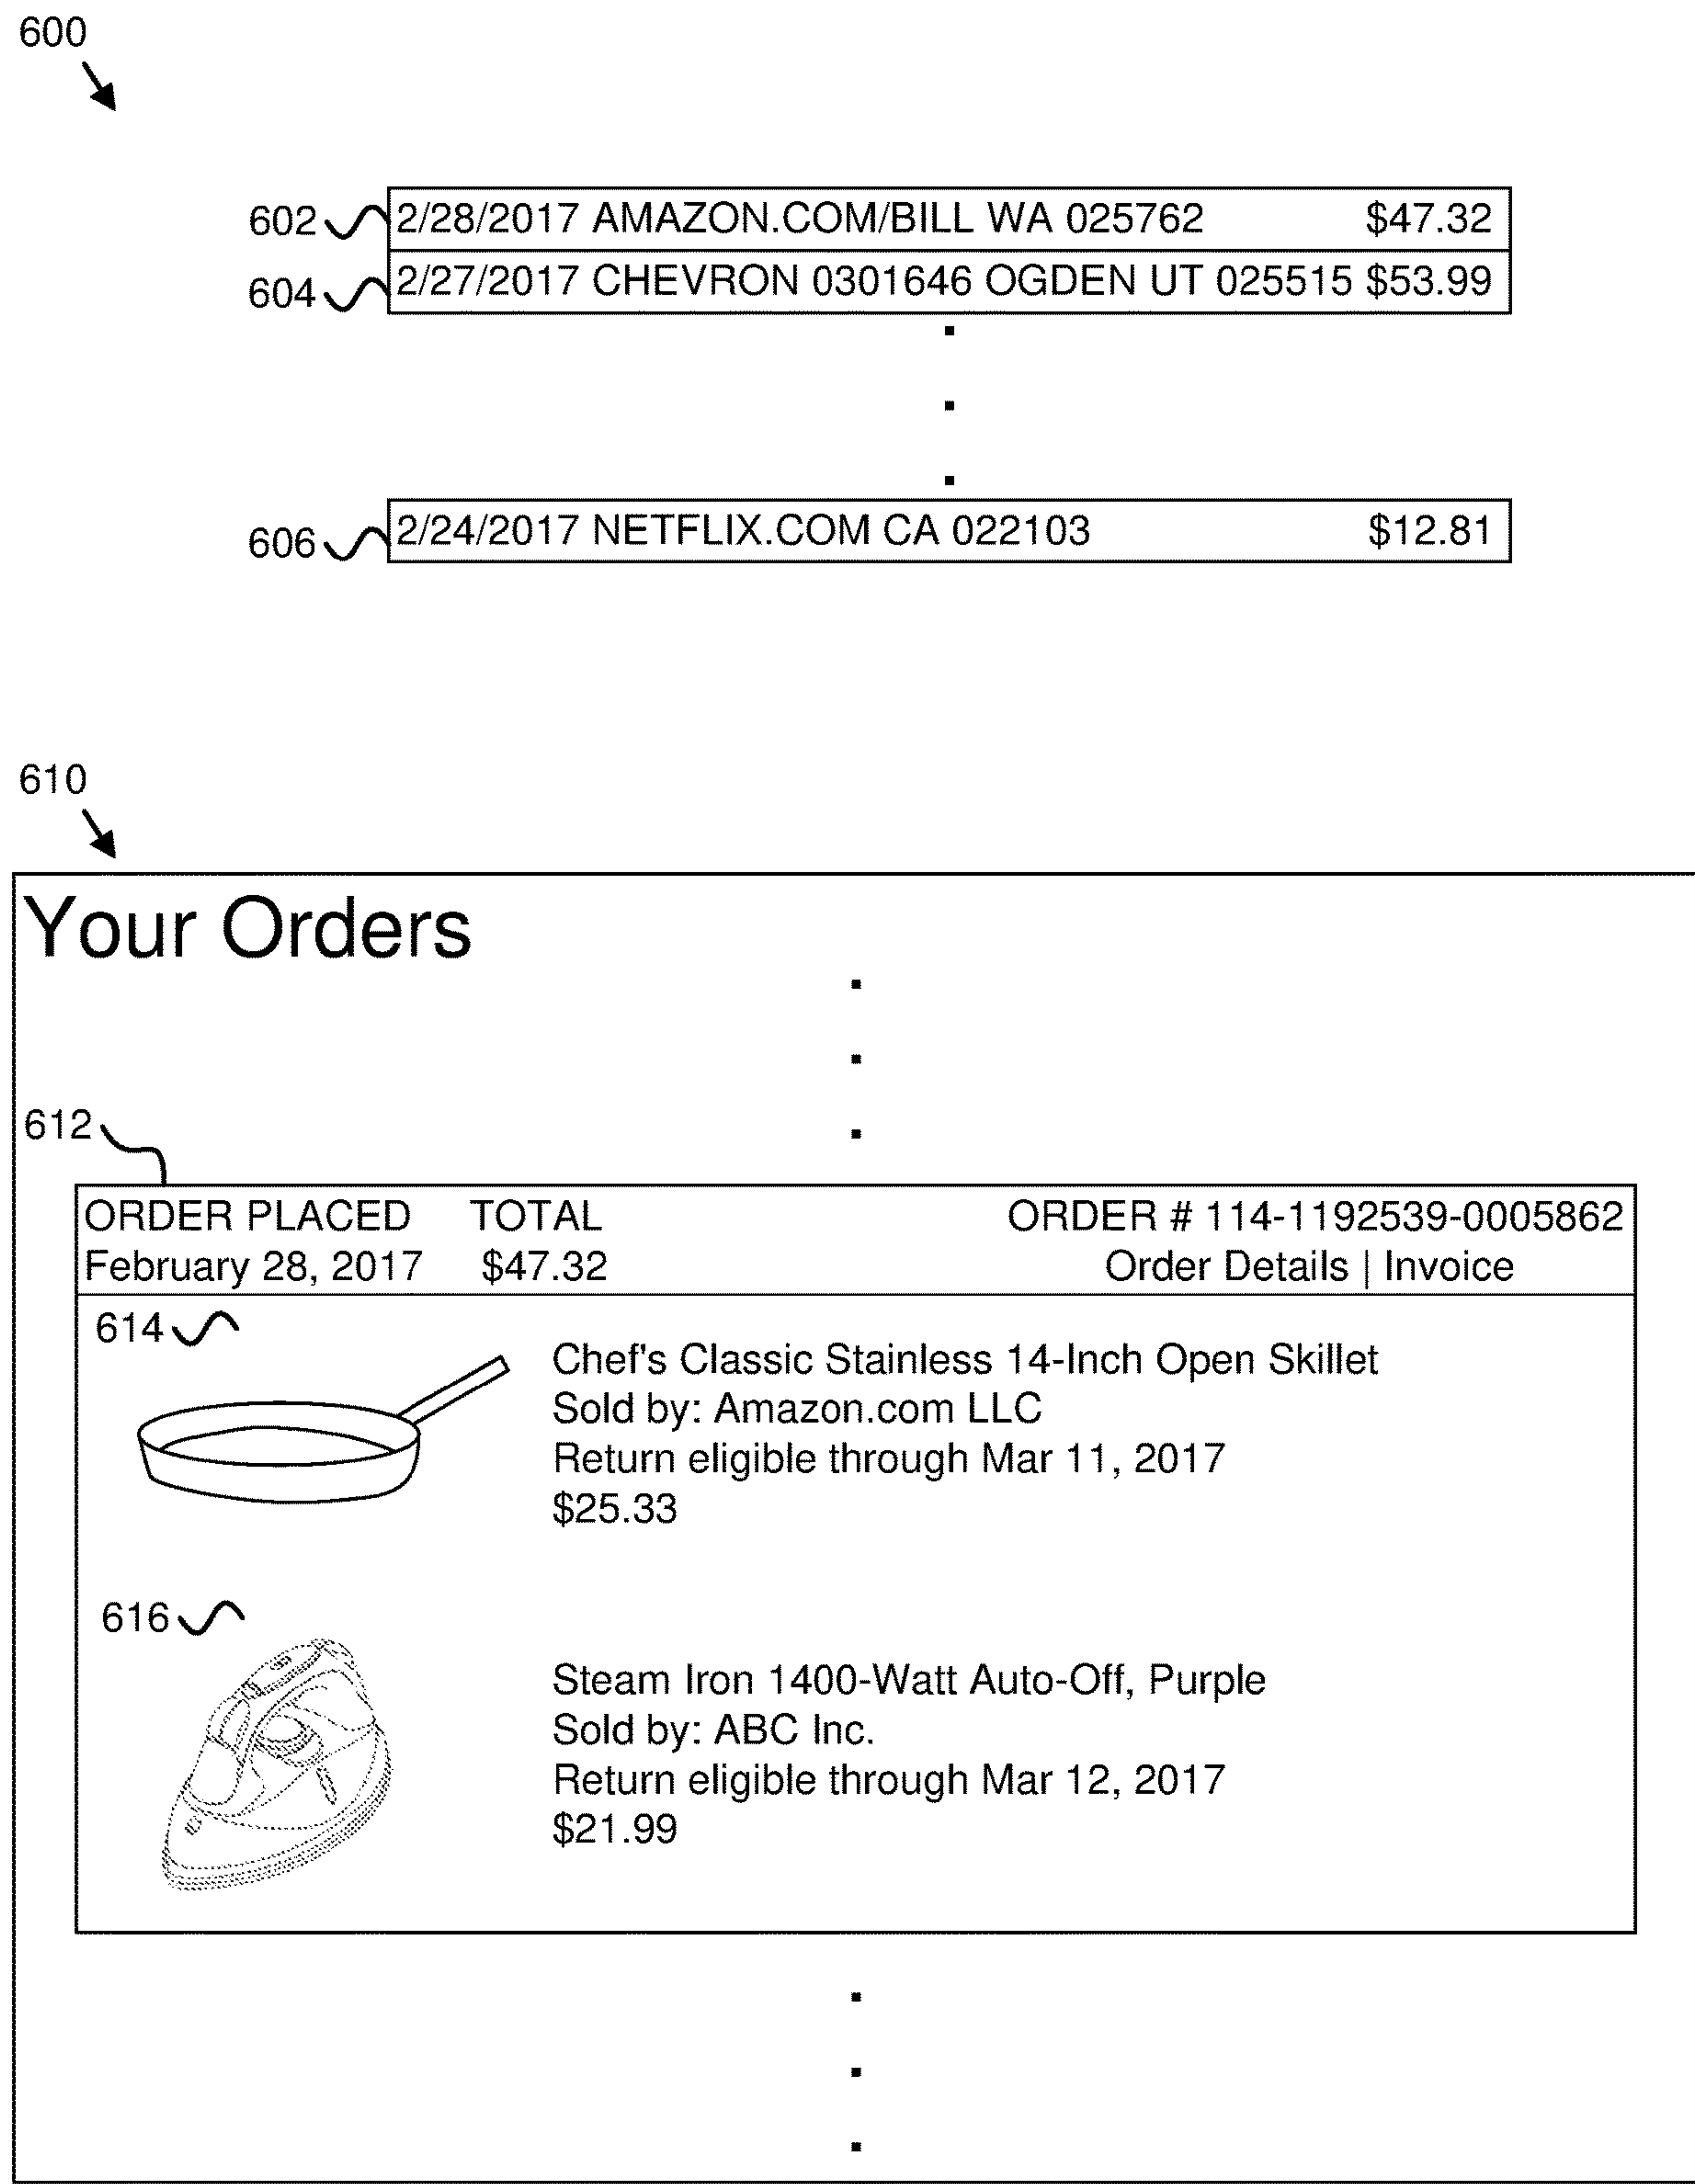 600
602 2/28/2017 AMAZON.COM/BILL WA 025762 $47.32
604 2/27/2017 CHEVRON 0301646 OGDEN UT 025515 $53.99
606 2/24/2017 NETFLIX.COM CA 022103 $12.81
610
Your Orders
612
ORDER PLACED TOTAL ORDER # 114-1192539-0005862
February 28, 2017 $47.32 Order Details | Invoice
614
Chef's Classic Stainless 14-Inch Open Skillet
Sold by: Amazon.com LLC
Return eligible through Mar 11, 2017
$25.33
616
Steam Iron 1400-Watt Auto-Off, Purple
Sold by: ABC Inc.
Return eligible through Mar 12, 2017
$21.99